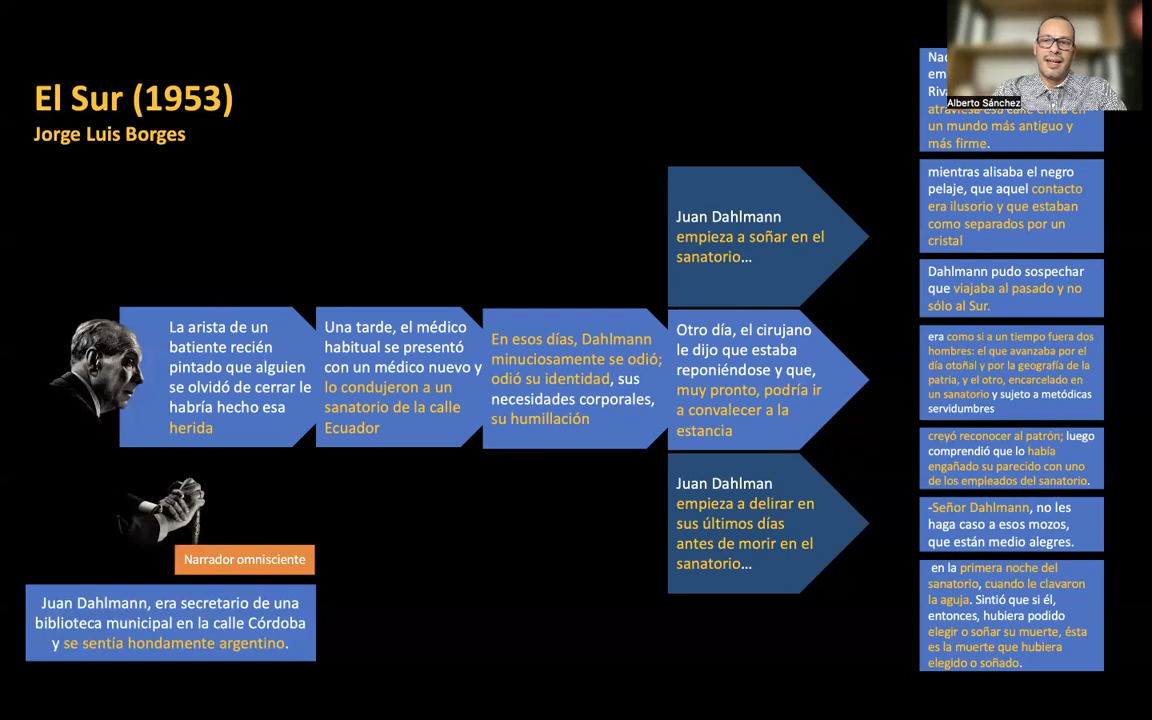 El Sur (1953)
Jorge Luis Borges
La arista de un
batiente recién
pintado que alguien
se olvidó de cerrar le
habría hecho esa
herida
Una tarde, el médico
habitual se presentó
con un médico nuevo y
lo condujeron a un
sanatorio de la calle
Ecuador
En esos días, Dahlmann
minuciosamente se odió;
odió su identidad, sus
necesidades corporales,
su humillación
Juan Dahlmann
empieza a soñar en el
sanatorio...
Otro día, el cirujano
le dijo que estaba
reponiéndose y que,
muy pronto, podría ir
a convalecer a la
estancia
Juan Dahlman
empieza a delirar en
sus últimos días
antes de morir en el
sanatorio...
Narrador omnisciente
Juan Dahlmann, era secretario de una
biblioteca municipal en la calle Córdoba
y se sentía hondamente argentino.
Alberto Sánchez
atraviesa esa calle entra en
un mundo más antiguo y
más firme.
mientras alisaba el negro
pelaje, que aquel contacto
era ilusorio y que estaban
como separados por un
cristal
Dahlmann pudo sospechar
que viajaba al pasado y no
sólo al Sur.
era como si a un tiempo fuera dos
hombres: el que avanzaba por el
día otoñal y por la geografía de la
patria, y el otro, encarcelado en
un sanatorio y sujeto a metódicas
servidumbres
creyó reconocer al patrón; luego
comprendió que lo había
engañado su parecido con uno
de los empleados del sanatorio.
-Señor Dahlmann, no les
haga caso a esos mozos,
que están medio alegres.
en la primera noche del
sanatorio, cuando le clavaron
la aguja. Sintió que si él,
entonces, hubiera podido
elegir o soñar su muerte, ésta
es la muerte que hubiera
elegido o soñado.